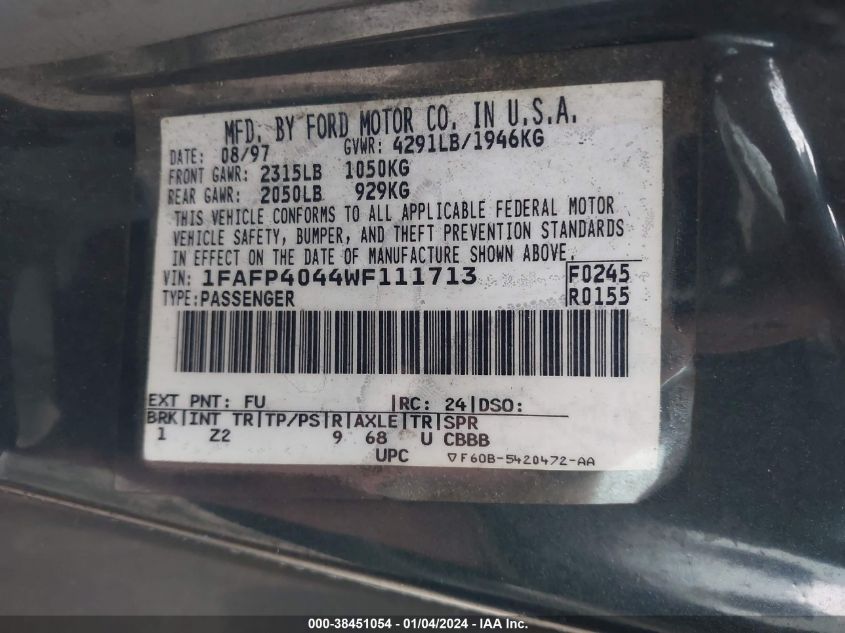 MFD. BY FORD MOTOR CO. IN U.S.A.
DATE: 08/97 GVWR: 4291LB/1946KG
FRONT GAWR: 2315LB 1050KG
REAR GAWR: 2050LB 929KG
THIS VEHICLE CONFORMS TO ALL APPLICABLE FEDERAL MOTOR
VEHICLE SAFETY, BUMPER, AND THEFT PREVENTION STANDARDS
IN EFFECT ON THE DATE OF MANUFACTURE SHOWN ABOVE.
VIN: 1FAFP4044WF111713 F0245
TYPE: PASSENGER R0155
EXT PNT: FU |RC: 24|DSO:
BRK|INT TR|TP/PS|R|AXLE|TR|SPR
1 Z2 9 68 U CBBB
UPC ▽F60B-5420472-AA
000-38451054 - 01/04/2024 - IAA Inc.